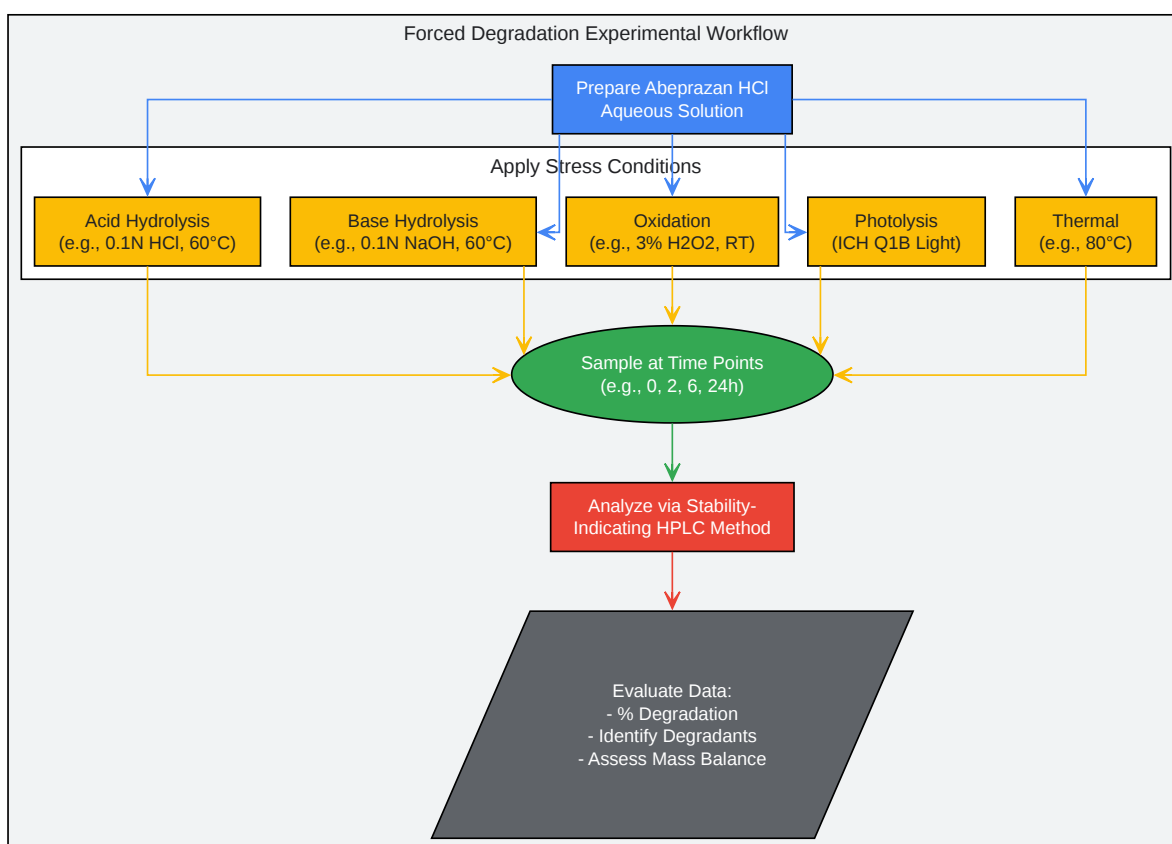 Forced Degradation Experimental Workflow
Prepare Abeprazan HCl
Aqueous Solution
Apply Stress Conditions
Acid Hydrolysis
(e.g., 0.1N HCl, 60°C)
Base Hydrolysis
(e.g., 0.1N NaOH, 60°C)
Oxidation
(e.g., 3% H2O2, RT)
Photolysis
(ICH Q1B Light)
Thermal
(e.g., 80°C)
Sample at Time Points
(e.g., 0, 2, 6, 24h)
Analyze via Stability-
Indicating HPLC Method
Evaluate Data:
- % Degradation
- Identify Degradants
- Assess Mass Balance